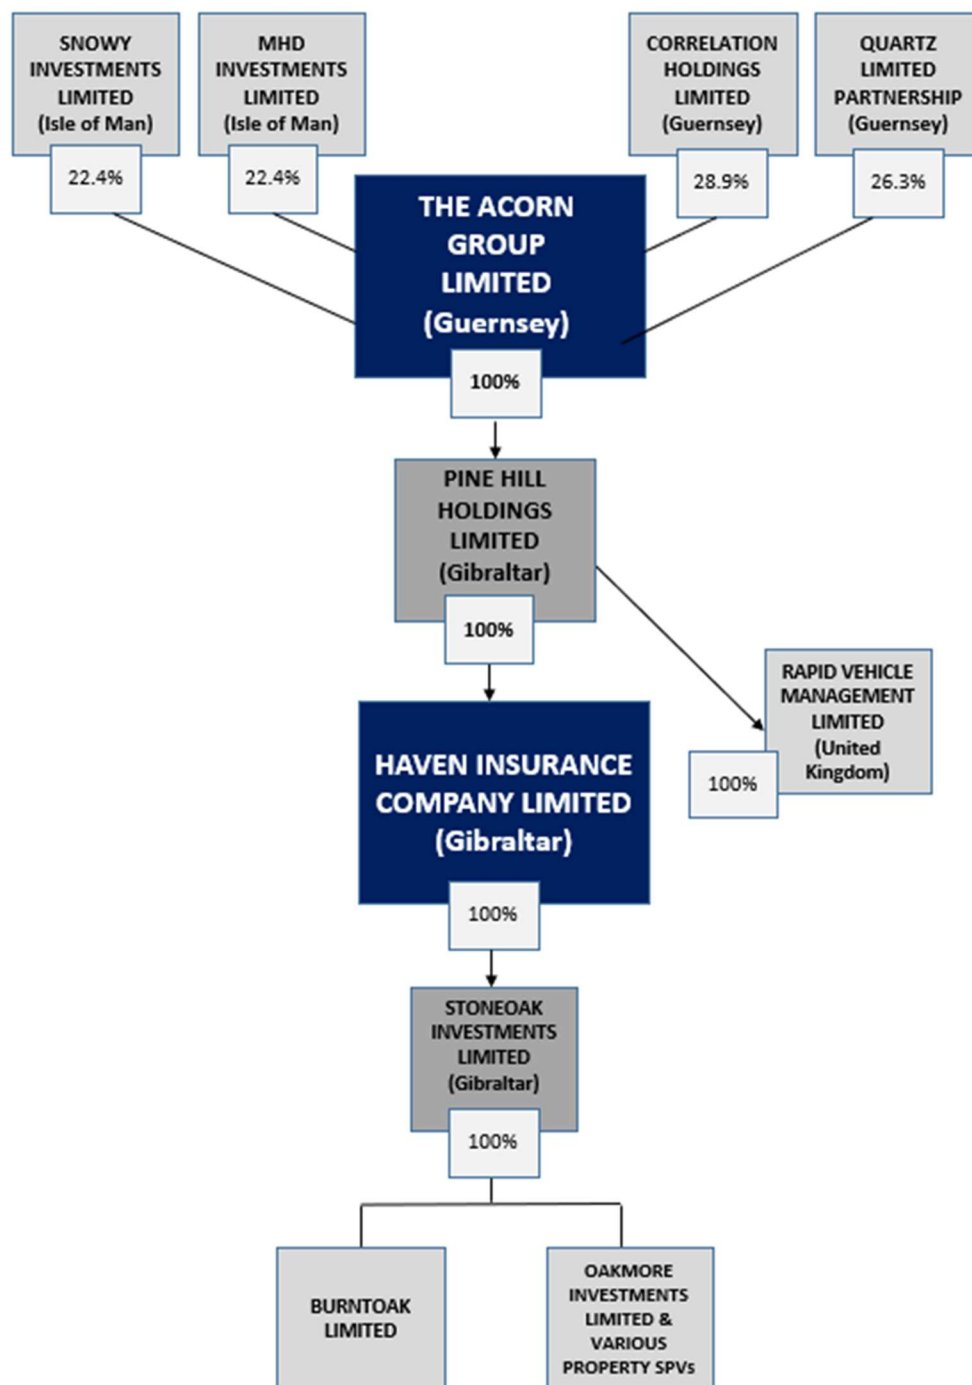 SNOWY
INVESTMENTS
LIMITED
(Isle of Man)
22.4%
MHD
INVESTMENTS
LIMITED
(Isle of Man)
22.4%
CORRELATION
HOLDINGS
LIMITED
(Guernsey)
28.9%
QUARTZ
LIMITED
PARTNERSHIP
(Guernsey)
26.3%
THE ACORN
GROUP
LIMITED
(Guernsey)
100%
PINE HILL
HOLDINGS
LIMITED
(Gibraltar)
100%
RAPID VEHICLE
MANAGEMENT
LIMITED
(United
Kingdom)
100%
HAVEN INSURANCE
COMPANY LIMITED
(Gibraltar)
100%
STONEOAK
INVESTMENTS
LIMITED
(Gibraltar)
100%
BURNTOAK
LIMITED
OAKMORE
INVESTMENTS
LIMITED &
VARIOUS
PROPERTY SPVs